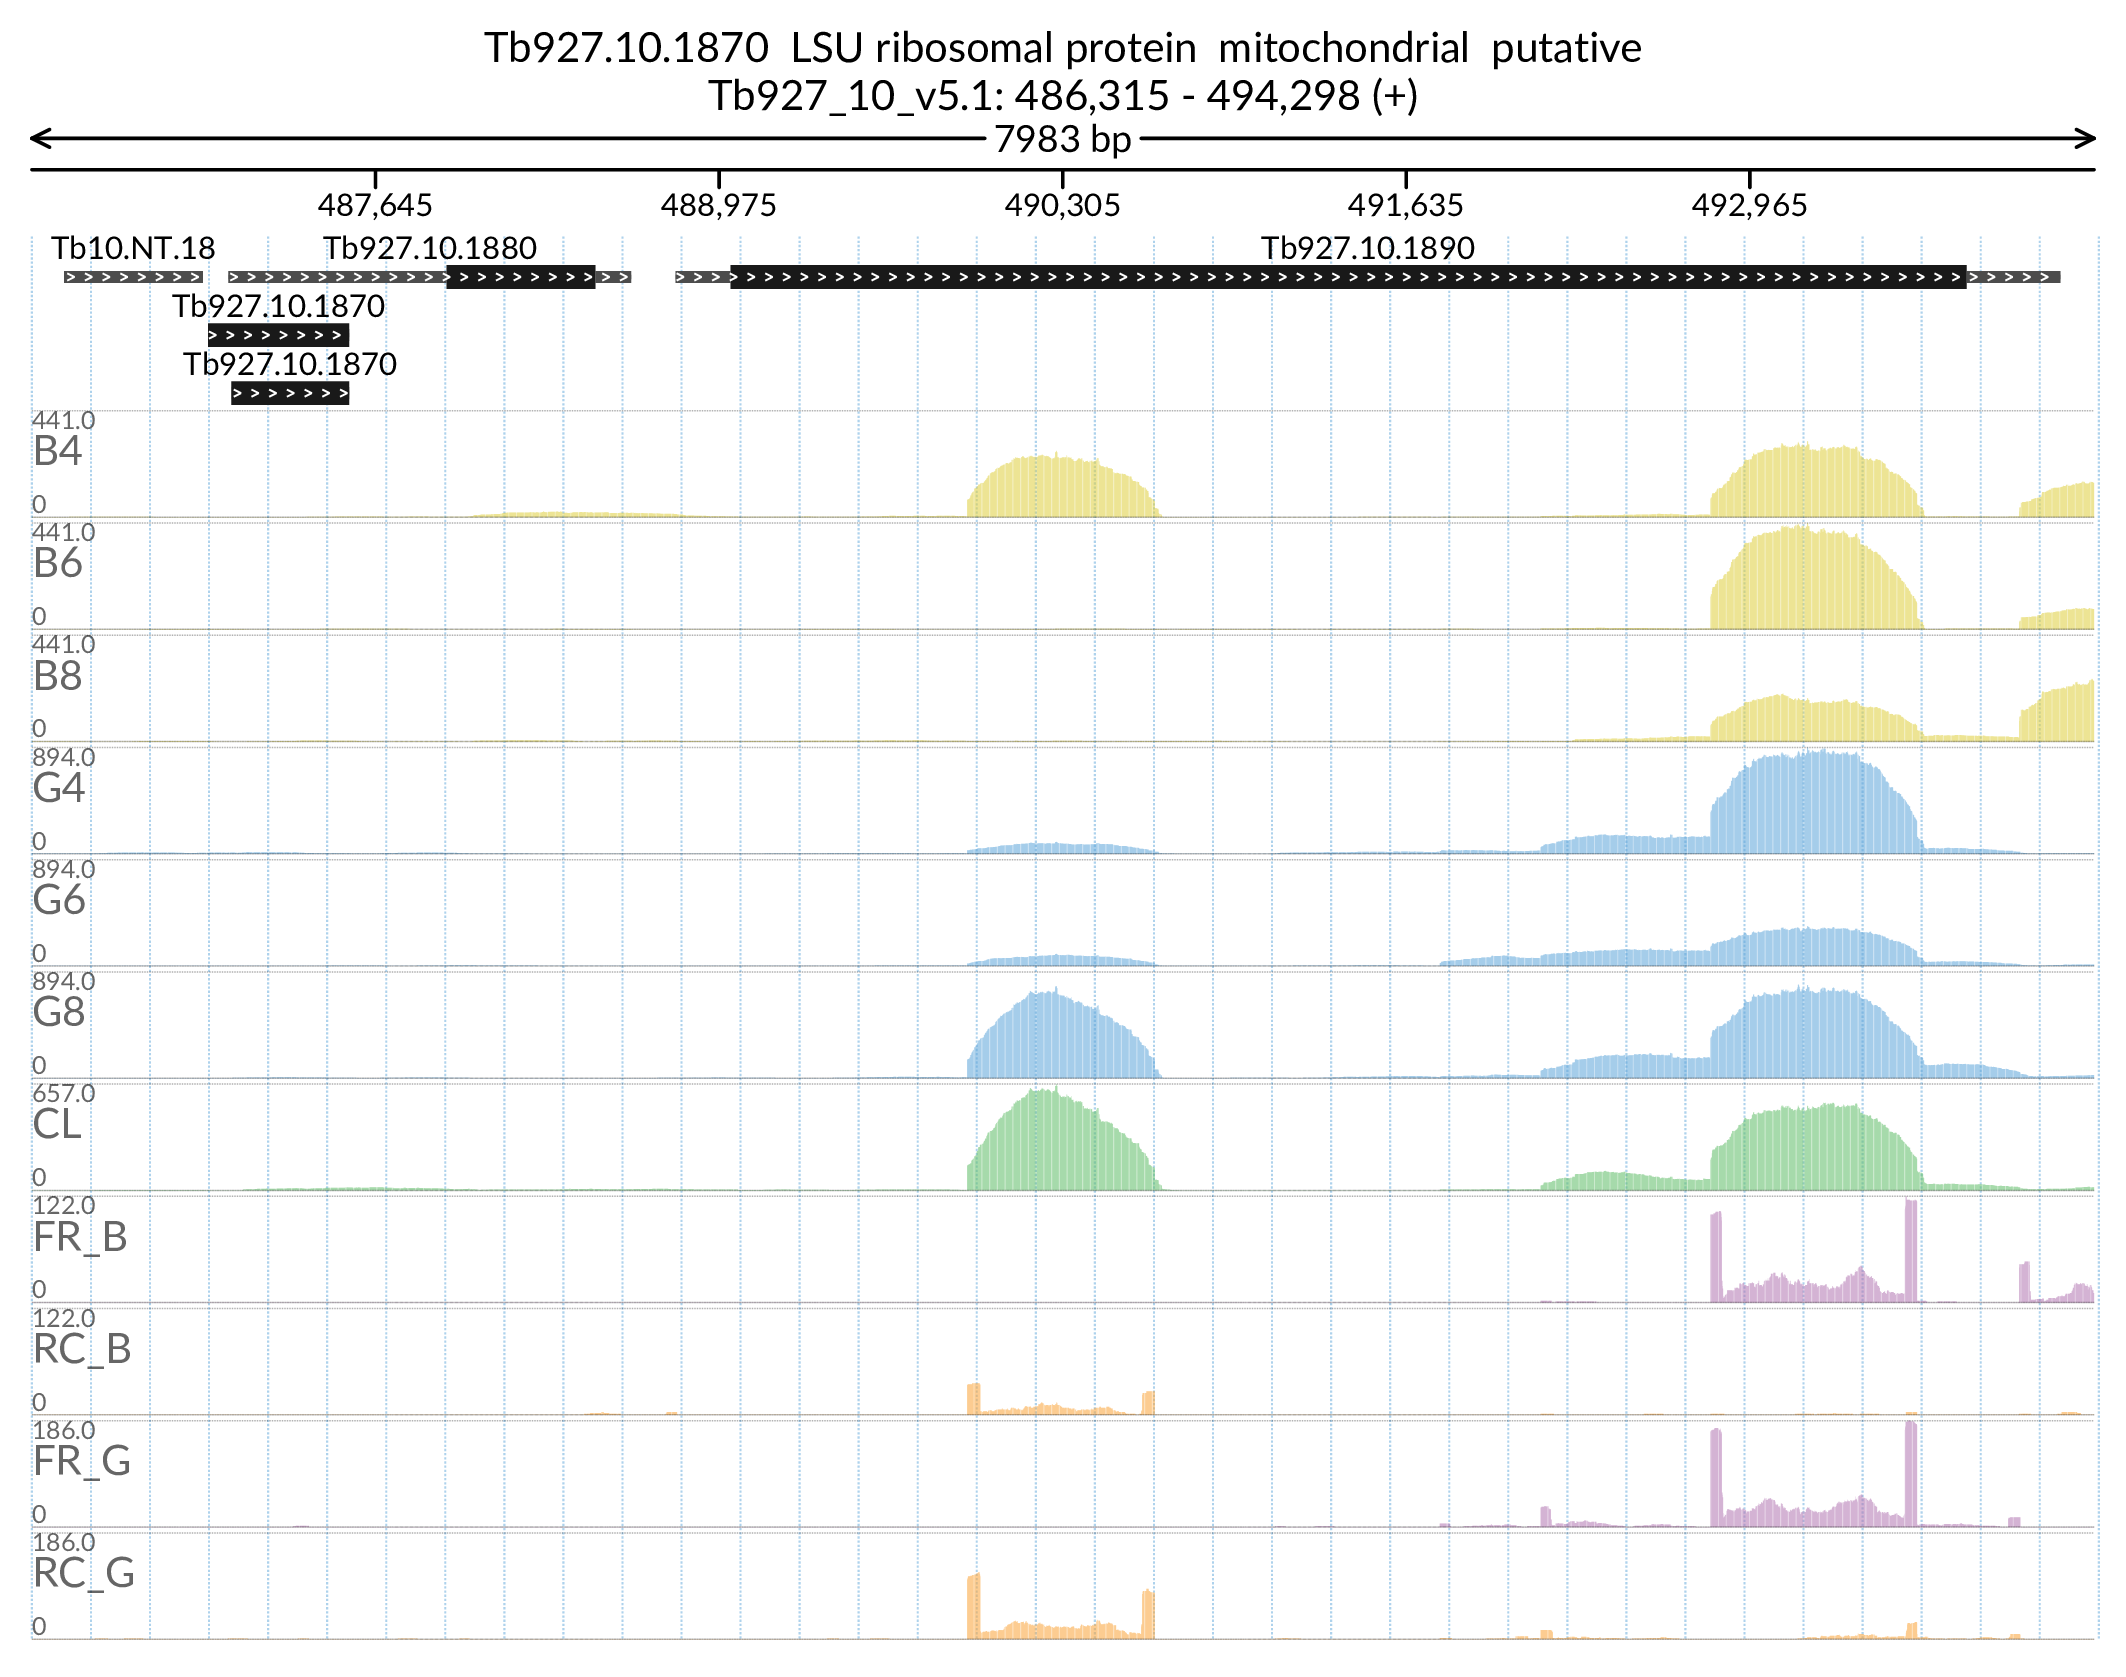 Tb927.10.1870  LSU ribosomal protein  mitochondrial  putative
Tb927_10_v5.1: 486,315 - 494,298 (+)
7983 bp
487,645 488,975 490,305 491,635 492,965
Tb10.NT.18 Tb927.10.1880 Tb927.10.1890
Tb927.10.1870
Tb927.10.1870
441.0
B4
0
441.0
B6
0
441.0
B8
0
894.0
G4
0
894.0
G6
0
894.0
G8
0
657.0
CL
0
122.0
FR_B
0
122.0
RC_B
0
186.0
FR_G
0
186.0
RC_G
0